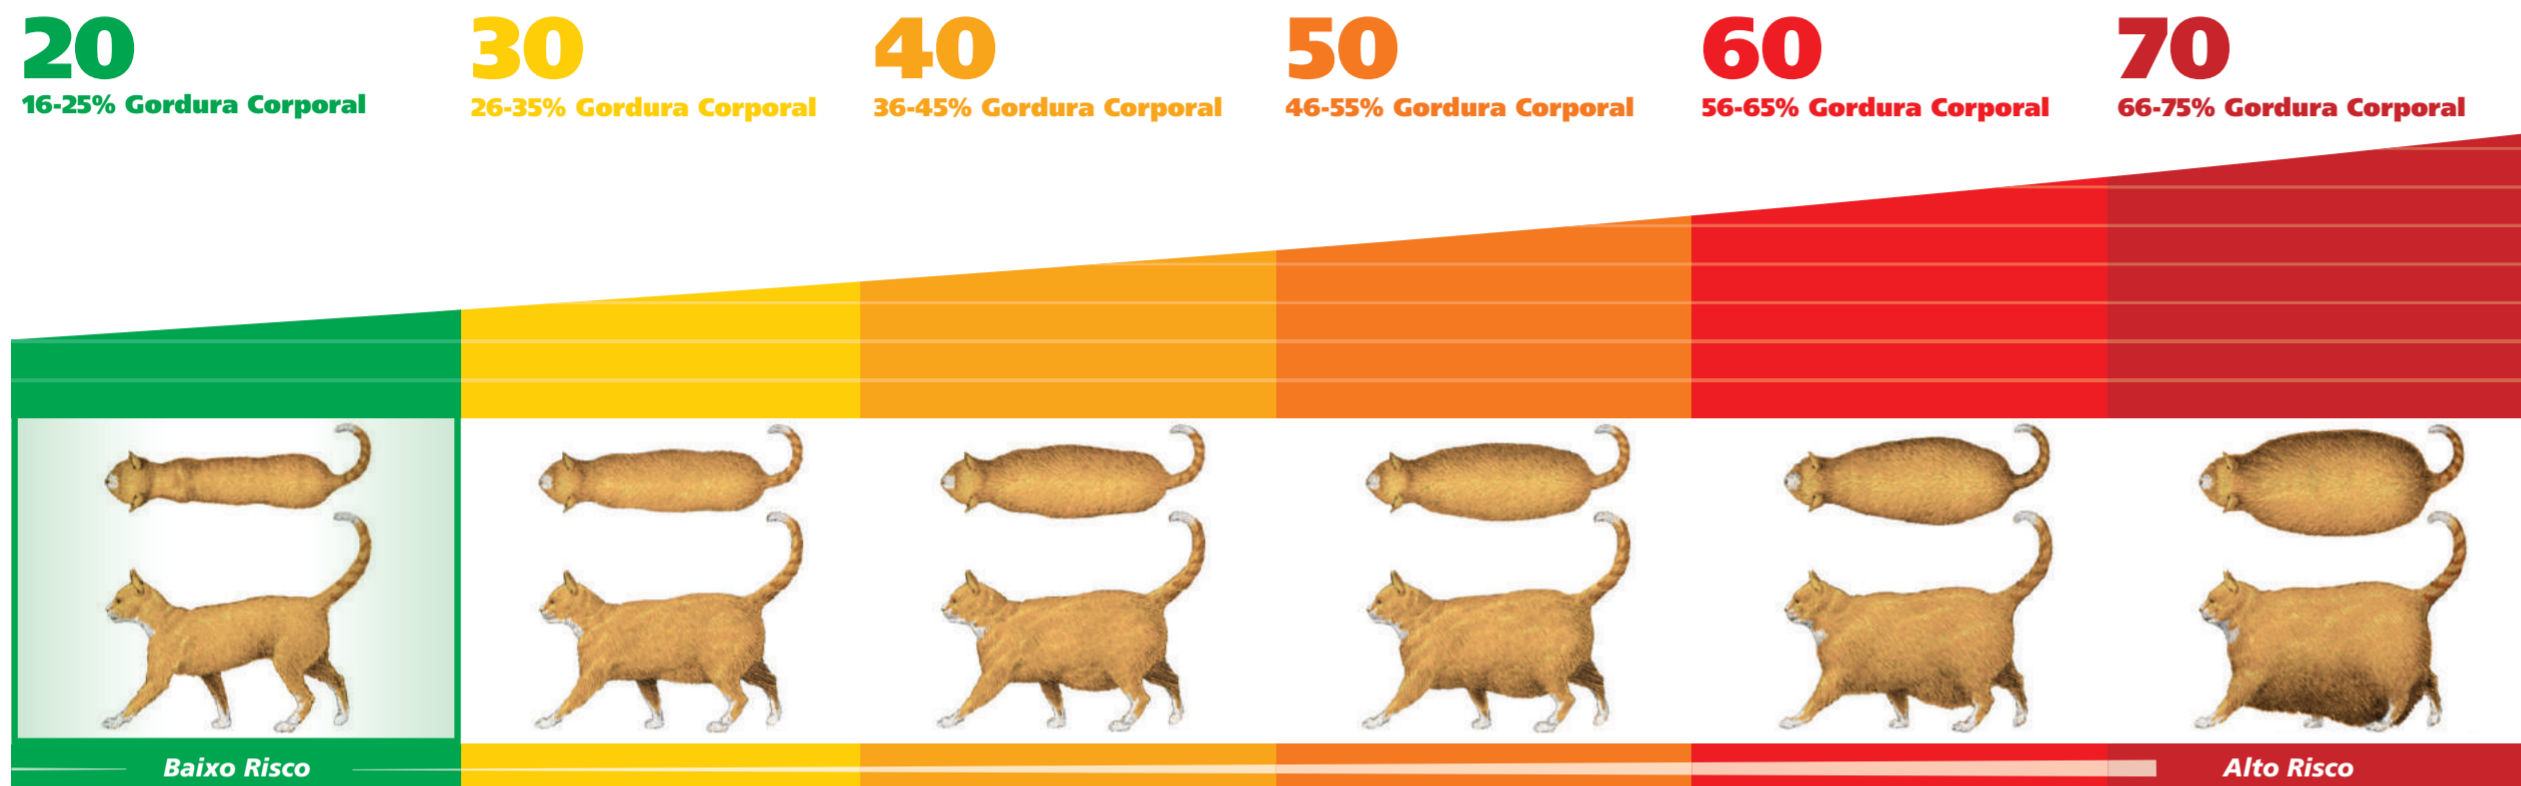 20
16-25% Gordura Corporal
30
26-35% Gordura Corporal
40
36-45% Gordura Corporal
50
46-55% Gordura Corporal
60
56-65% Gordura Corporal
70
66-75% Gordura Corporal
Baixo Risco
Alto Risco